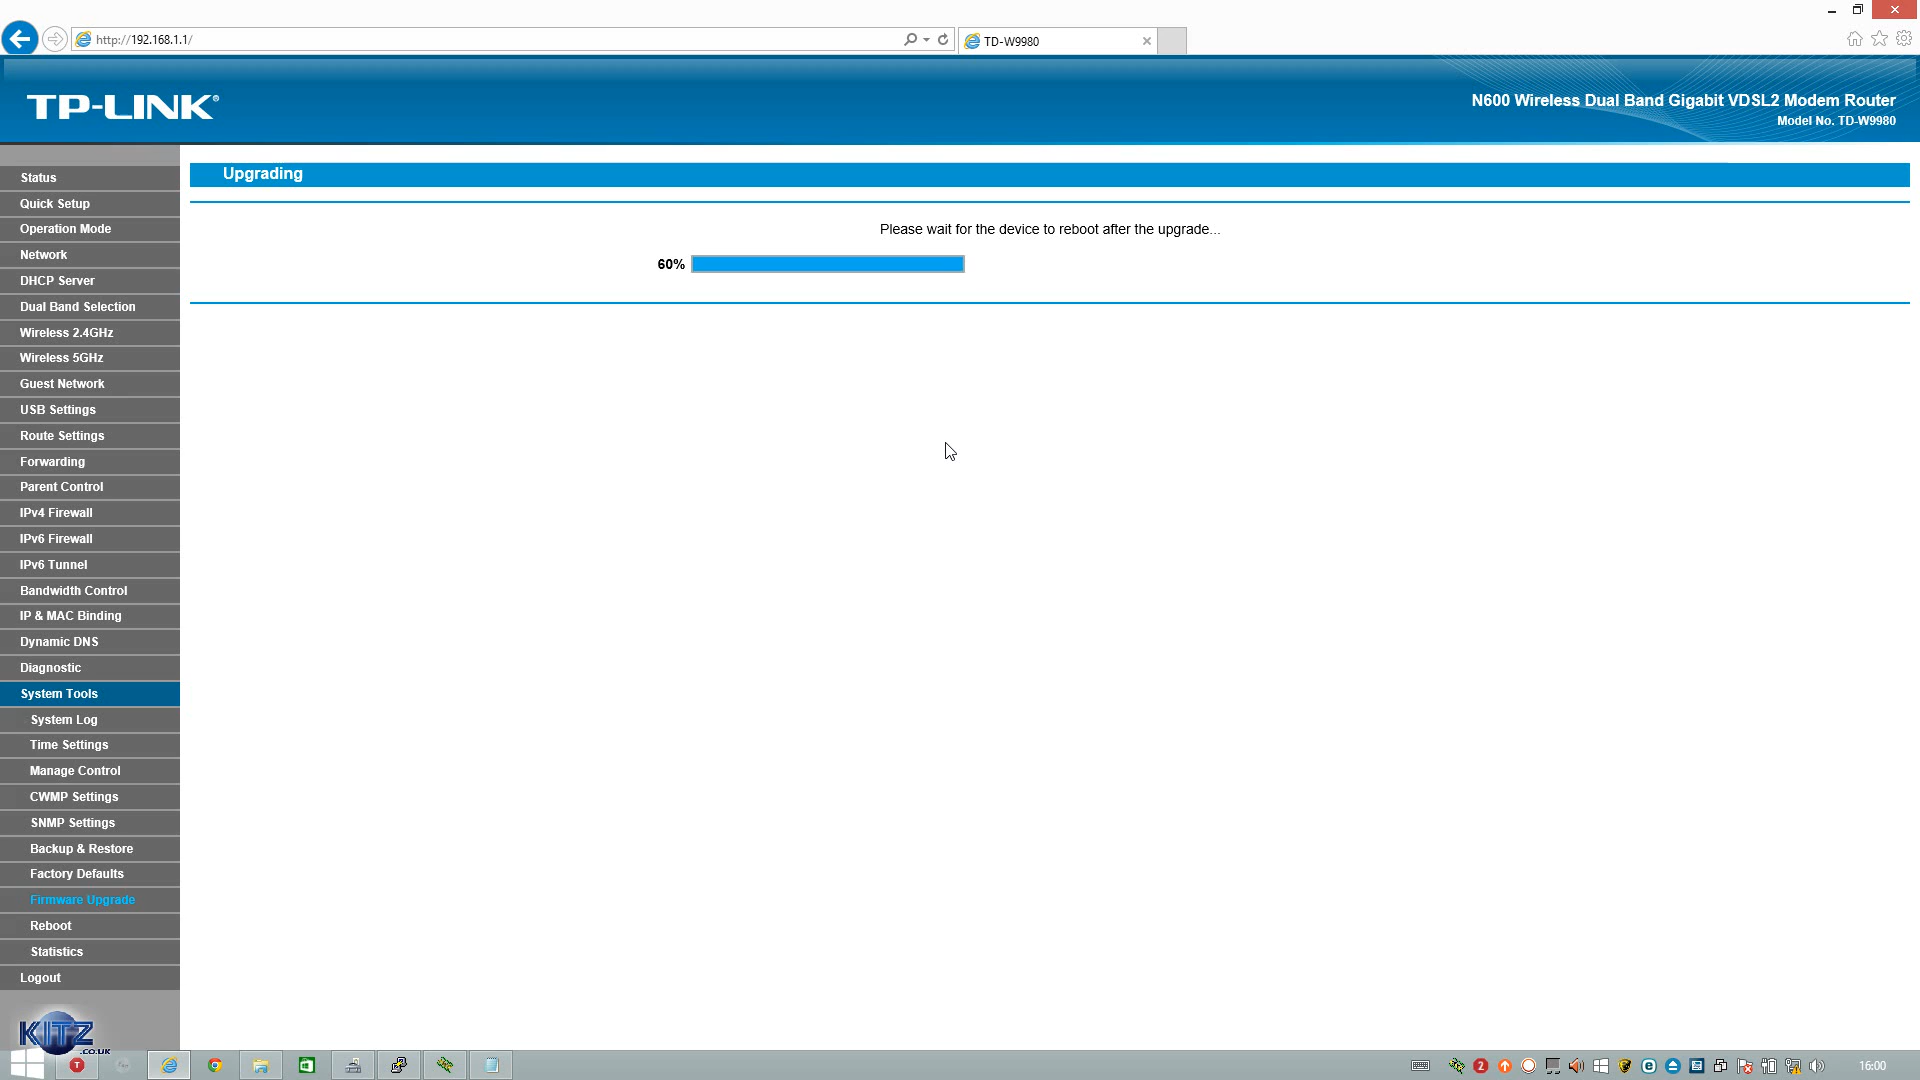 http://192.168.1.1/
TD-W9980
TP-LINK®
N600 Wireless Dual Band Gigabit VDSL2 Modem Router
Model No. TD-W9980
Status
Quick Setup
Operation Mode
Network
DHCP Server
Dual Band Selection
Wireless 2.4GHz
Wireless 5GHz
Guest Network
USB Settings
Route Settings
Forwarding
Parent Control
IPv4 Firewall
IPv6 Firewall
IPv6 Tunnel
Bandwidth Control
IP & MAC Binding
Dynamic DNS
Diagnostic
System Tools
System Log
Time Settings
Manage Control
CWMP Settings
SNMP Settings
Backup & Restore
Factory Defaults
Firmware Upgrade
Reboot
Statistics
Logout
Upgrading
Please wait for the device to reboot after the upgrade...
60%
KITZ
.CO.UK
T
2
16:00